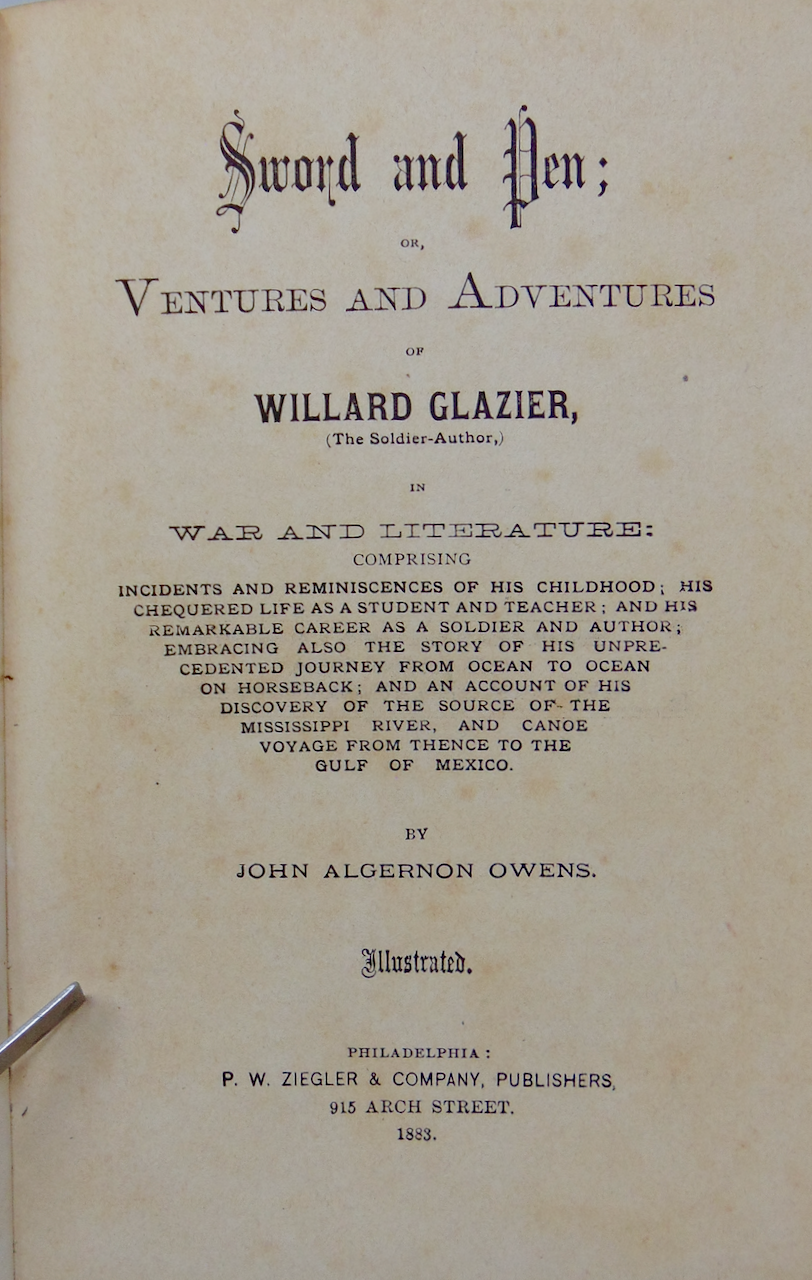 Sword and Pen;
OR,
VENTURES AND ADVENTURES
OF
WILLARD GLAZIER,
(The Soldier-Author,)
IN
WAR AND LITERATURE:
COMPRISING
INCIDENTS AND REMINISCENCES OF HIS CHILDHOOD; HIS
CHEQUERED LIFE AS A STUDENT AND TEACHER; AND HIS
REMARKABLE CAREER AS A SOLDIER AND AUTHOR;
EMBRACING ALSO THE STORY OF HIS UNPRE-
CEDENTED JOURNEY FROM OCEAN TO OCEAN
ON HORSEBACK; AND AN ACCOUNT OF HIS
DISCOVERY OF THE SOURCE OF THE
MISSISSIPPI RIVER, AND CANOE
VOYAGE FROM THENCE TO THE
GULF OF MEXICO.
BY
JOHN ALGERNON OWENS.
Illustrated.
PHILADELPHIA:
P. W. ZIEGLER & COMPANY, PUBLISHERS,
915 ARCH STREET.
1883.